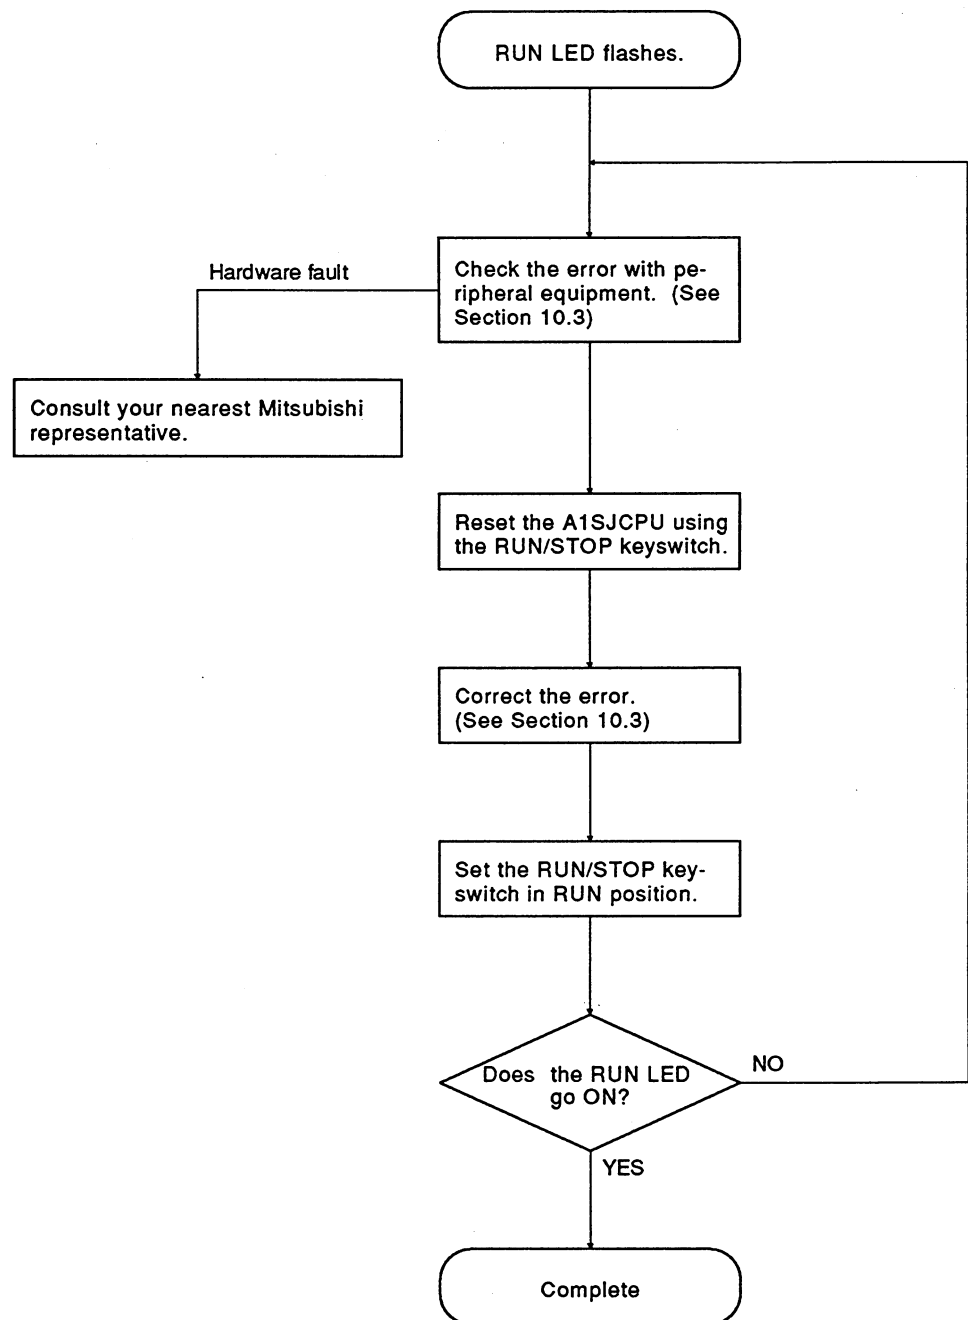 RUN LED flashes.
Hardware fault
Check the error with pe-
ripheral equipment. (See
Section 10.3)
Consult your nearest Mitsubishi
representative.
Reset the A1SJCPU using
the RUN/STOP keyswitch.
Correct the error.
(See Section 10.3)
Set the RUN/STOP key-
switch in RUN position.
Does the RUN LED
go ON?
NO
YES
Complete